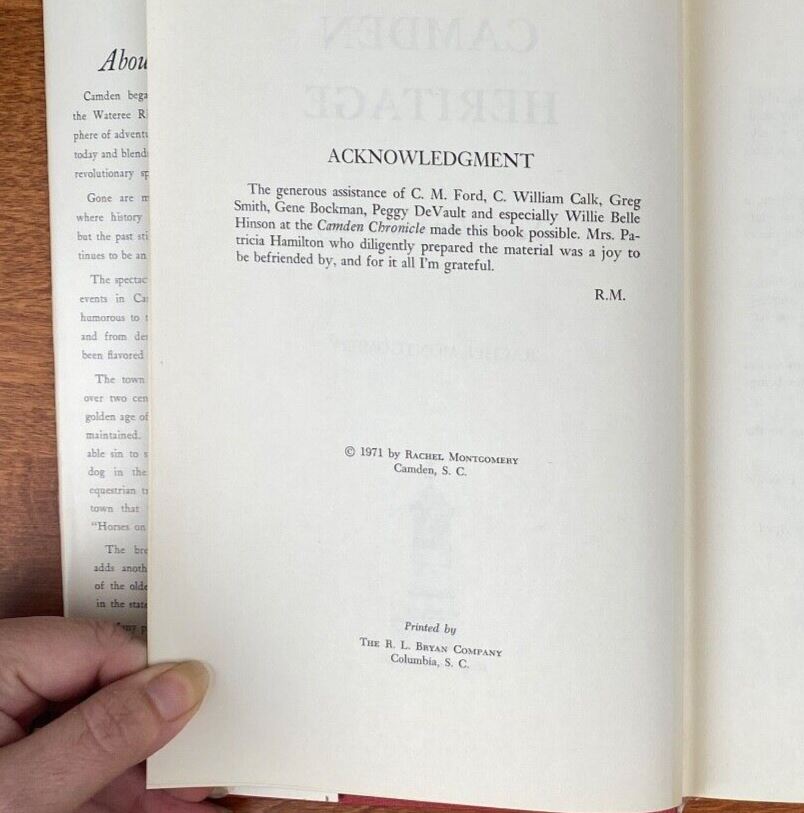 Abou
Camden bega
the Wateree R
phere of advent
today and blend
revolutionary sp
Gone are m
where history
but the past sti
tinues to be an
The spectac
events in Ca
humorous to
and from de
been flavored
The town
over two cen
golden age of
maintained.
able sin to s
dog in the
equestrian
town that
"Horses on
The bre
adds anoth
of the olde
in the state
CAMDEN
HERITAGE
ACKNOWLEDGMENT
The generous assistance of C. M. Ford, C. William Calk, Greg
Smith, Gene Bockman, Peggy DeVault and especially Willie Belle
Hinson at the Camden Chronicle made this book possible. Mrs. Pa-
tricia Hamilton who diligently prepared the material was a joy to
be befriended by, and for it all I'm grateful.
R.M.
© 1971 by RACHEL MONTGOMERY
Camden, S. C.
Printed by
THE R. L. BRYAN COMPANY
Columbia, S. C.